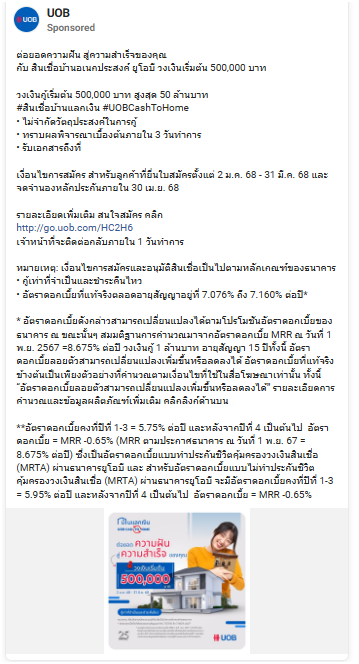 UOB
UOB
Sponsored
ต่อยอดความฝัน สู่ความสำเร็จของคุณ
กับ สินเชื่อบ้านอเนกประสงค์ ยูโอบี วงเงินเริ่มต้น 500,000 บาท
วงเงินกู้เริ่มต้น 500,000 บาท สูงสุด 50 ล้านบาท
#สินเชื่อบ้านแลกเงิน #UOBCashToHome
• ไม่จำกัดวัตถุประสงค์ในการกู้
• ทราบผลพิจารณาเบื้องต้นภายใน 3 วันทำการ
• รับเอกสารถึงที่
เงื่อนไขการสมัคร สำหรับลูกค้าที่ยื่นใบสมัครตั้งแต่ 2 ม.ค. 68 - 31 มี.ค. 68 และ
จดจำนองหลักประกันภายใน 30 เม.ย. 68
รายละเอียดเพิ่มเติม สนใจสมัคร คลิก
http://go.uob.com/HC2H6
เจ้าหน้าที่จะติดต่อกลับภายใน 1 วันทำการ
หมายเหตุ: เงื่อนไขการสมัครและอนุมัติสินเชื่อเป็นไปตามหลักเกณฑ์ของธนาคาร
• กู้เท่าที่จำเป็นและชำระคืนไหว
• อัตราดอกเบี้ยที่แท้จริงตลอดอายุสัญญาอยู่ที่ 7.076% ถึง 7.160% ต่อปี*
* อัตราดอกเบี้ยดังกล่าวสามารถเปลี่ยนแปลงได้ตามโปรโมชันอัตราดอกเบี้ยของ
ธนาคาร ณ ขณะนั้นๆ สมมติฐานการคำนวณมาจากอัตราดอกเบี้ย MRR ณ วันที่ 1
พ.ย. 2567 =8.675% ต่อปี วงเงินกู้ 1 ล้านบาท อายุสัญญา 15 ปีทั้งนี้ อัตรา
ดอกเบี้ยลอยตัวสามารถเปลี่ยนแปลงเพิ่มขึ้นหรือลดลงได้ อัตราดอกเบี้ยที่แท้จริง
ข้างต้นเป็นเพียงตัวอย่างที่คำนวณตามเงื่อนไขที่ใช้ในสื่อโฆษณาเท่านั้น ทั้งนี้
"อัตราดอกเบี้ยลอยตัวสามารถเปลี่ยนแปลงเพิ่มขึ้นหรือลดลงได้" รายละเอียดการ
คำนวณและข้อมูลผลิตภัณฑ์เพิ่มเติม คลิกลิงค์ด้านบน
**อัตราดอกเบี้ยคงที่ปีที่ 1-3 = 5.75% ต่อปี และหลังจากปีที่ 4 เป็นต้นไป อัตรา
ดอกเบี้ย = MRR -0.65% (MRR ตามประกาศธนาคาร ณ วันที่ 1 พ.ย. 67 =
8.675% ต่อปี) ซึ่งเป็นอัตราดอกเบี้ยแบบทำประกันชีวิตคุ้มครองวงเงินสินเชื่อ
(MRTA) ผ่านธนาคารยูโอบี และ สำหรับอัตราดอกเบี้ยแบบไม่ทำประกันชีวิต
คุ้มครองวงเงินสินเชื่อ (MRTA) ผ่านธนาคารยูโอบี จะมีอัตราดอกเบี้ยคงที่ปีที่ 1-3
= 5.95% ต่อปี และหลังจากปีที่ 4 เป็นต้นไป อัตราดอกเบี้ย = MRR -0.65%
ต่อยอด ความฝัน
สู่ ความสำเร็จ ของคุณ
วงเงินเริ่มต้น
500,000
บาท
25
UOB